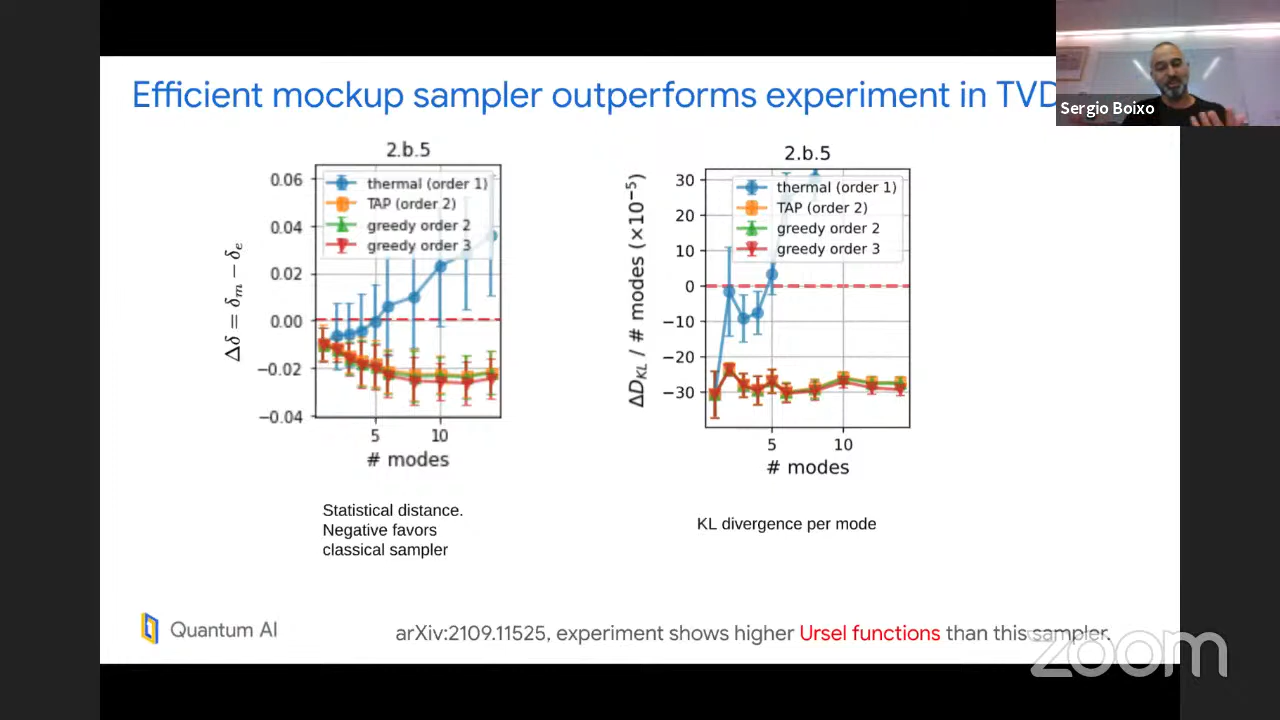 Efficient mockup sampler outperforms experiment in TVD
Sergio Boixo
2.b.5
0.06
0.04
0.02
0.00
−0.02
−0.04
Δδ = δm − δe
thermal (order 1)
TAP (order 2)
greedy order 2
greedy order 3
5
10
# modes
Statistical distance.
Negative favors
classical sampler
2.b.5
30
20
10
0
−10
−20
−30
ΔDKL / # modes (×10−5)
thermal (order 1)
TAP (order 2)
greedy order 2
greedy order 3
5
10
# modes
KL divergence per mode
Quantum AI
arXiv:2109.11525, experiment shows higher Ursel functions than this sampler.
zoom